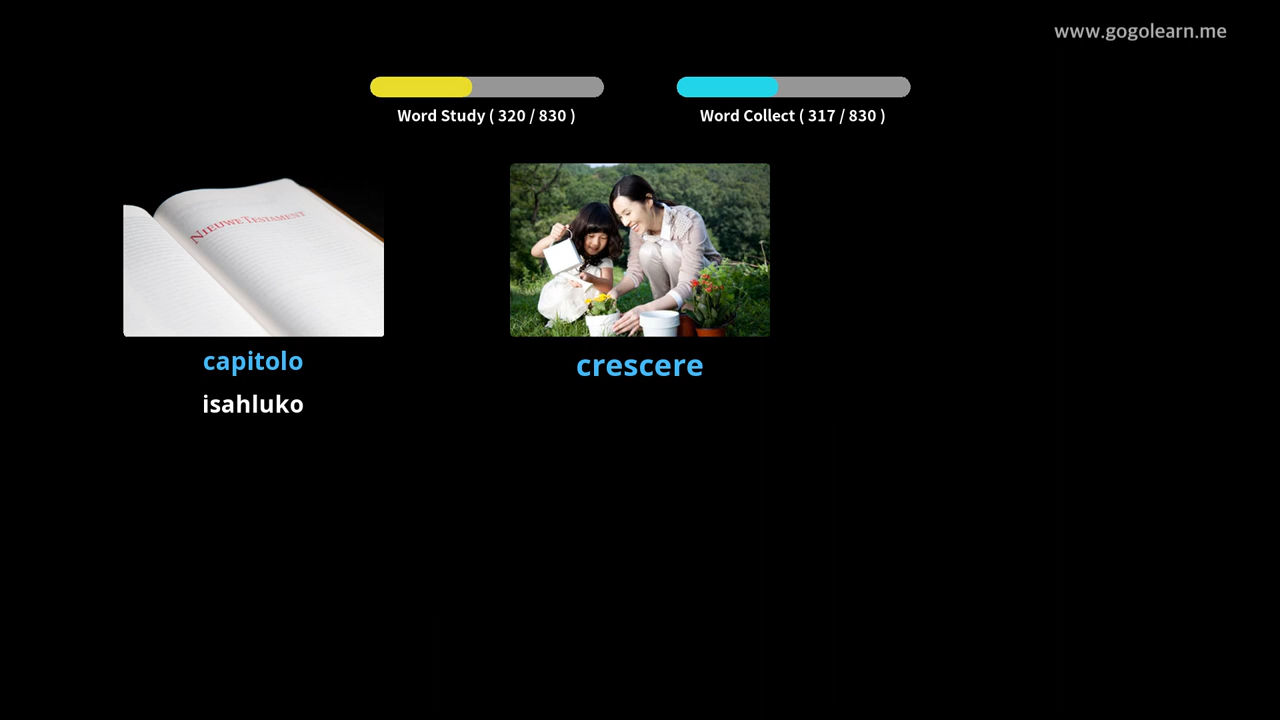 www.gogolearn.me
Word Study ( 320 / 830 )
Word Collect ( 317 / 830 )
NIEUWE TESTAMENT
capitolo
isahluko
crescere